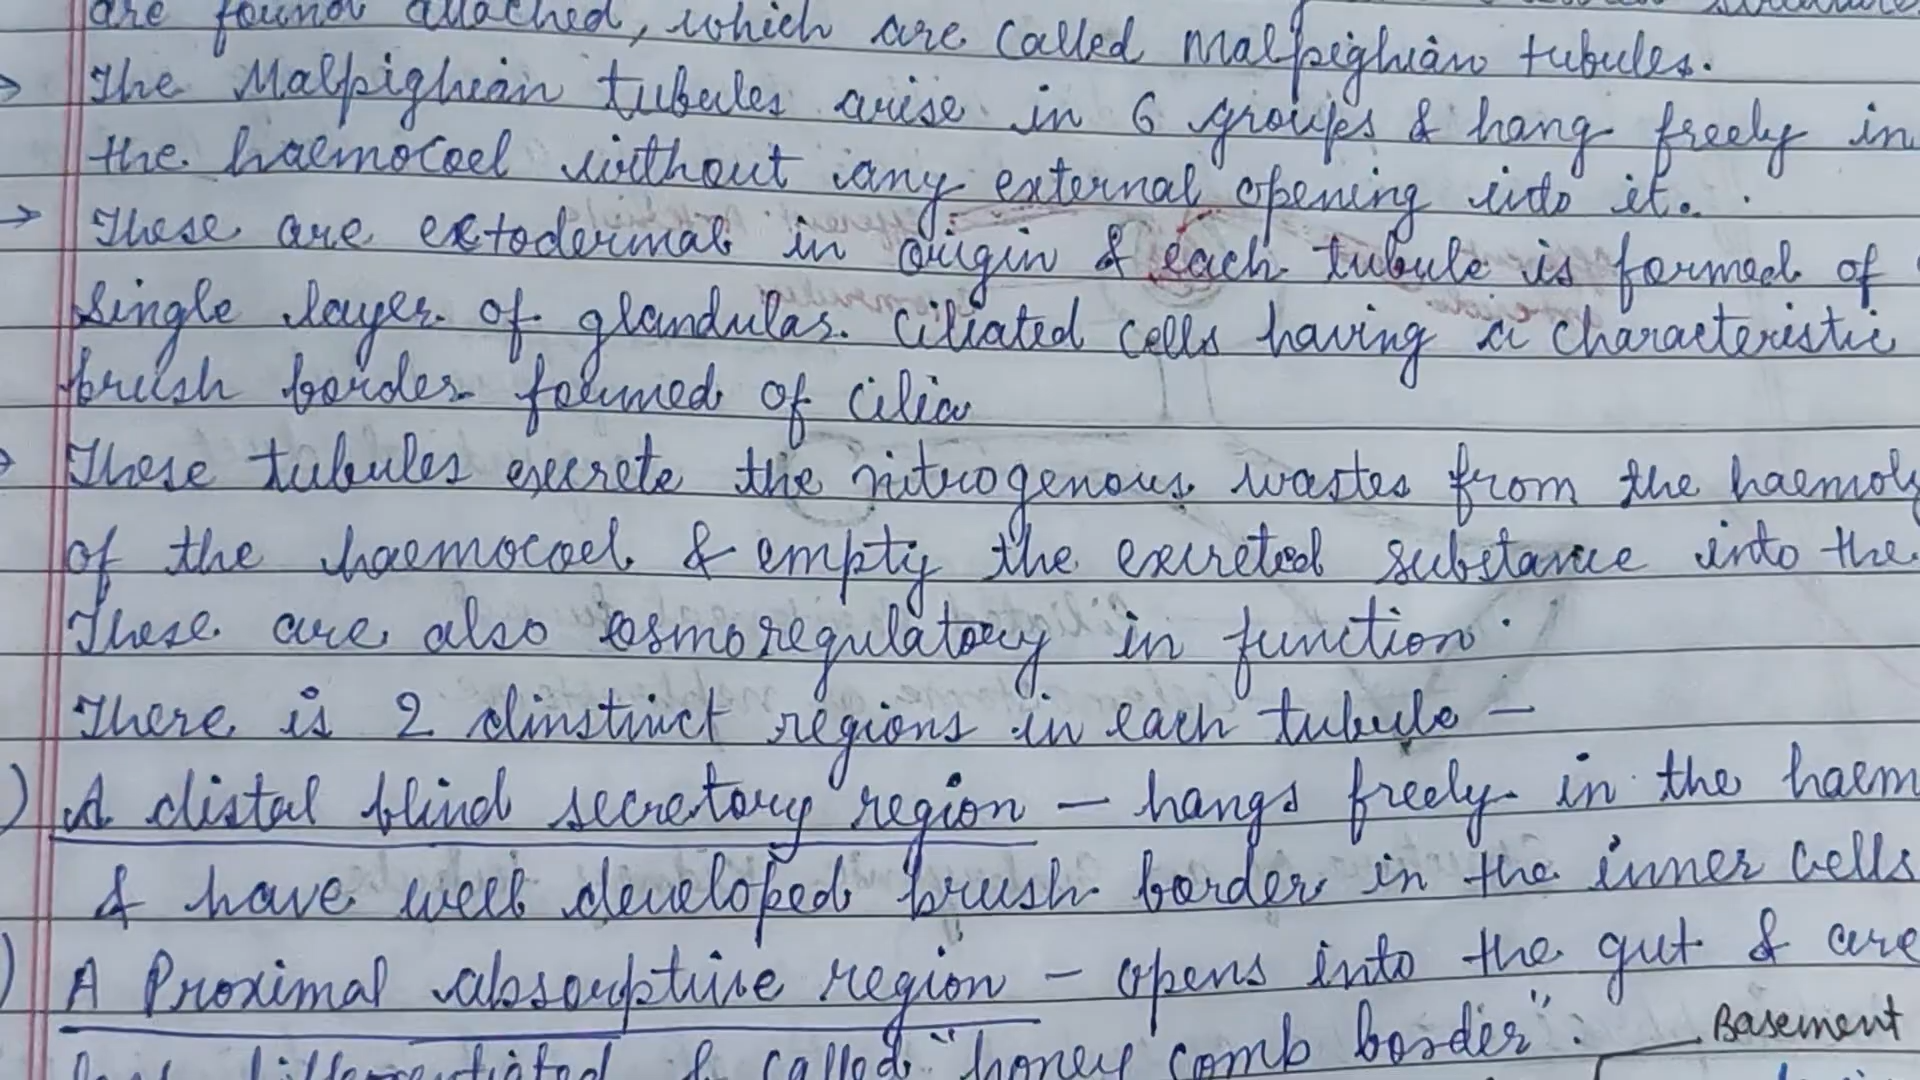 are found attached, which are called Malpighian tubules.
→ The Malpighian tubules arise in 6 groups & hang freely in
the haemocoel without any external opening into it.
→ These are ectodermal in origin & each tubule is formed of
single layer of glandular ciliated cells having a characteristic
brush border formed of cilia
→ These tubules excrete the nitrogenous wastes from the haemoly
of the haemocoel & empty the excreted substance into the
These are also osmoregulatory in function.
There is 2 dinstinct regions in each tubule —
) A distal blind secretory region — hangs freely in the haem
& have well developed brush border in the inner cells
) A Proximal absorptive region — opens into the gut & are
less differentiated & called "honey comb border".
Basement